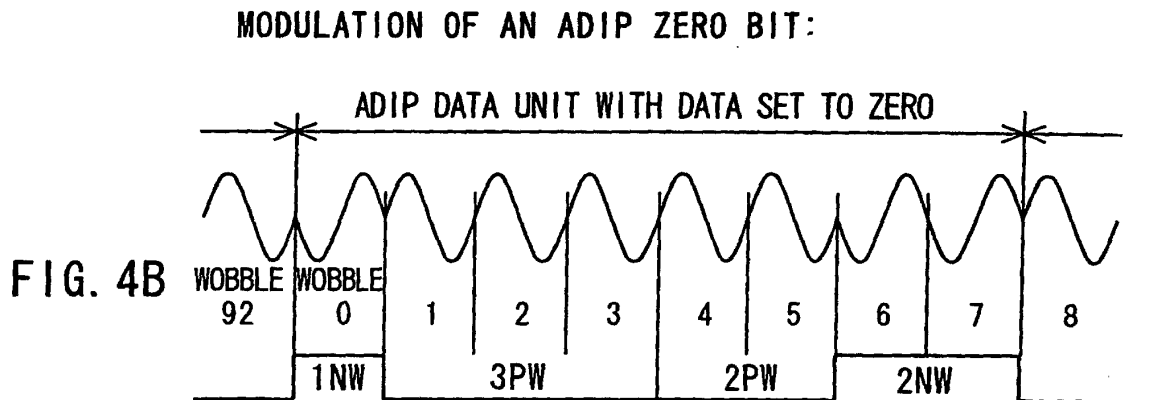 MODULATION OF AN ADIP ZERO BIT:
ADIP DATA UNIT WITH DATA SET TO ZERO
FIG. 4B
WOBBLE WOBBLE
92 0 1 2 3 4 5 6 7 8
1NW 3PW 2PW 2NW